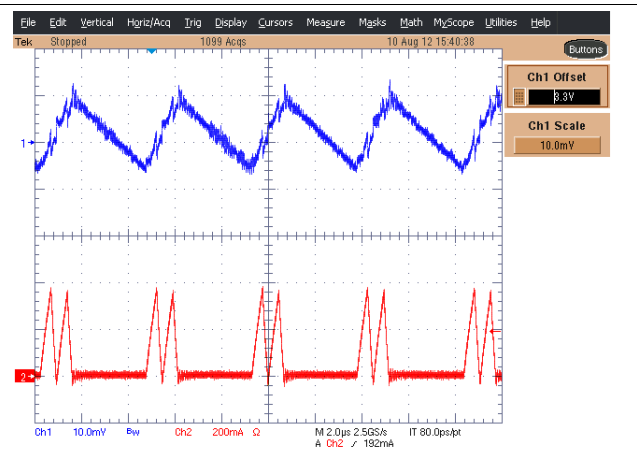 File Edit Vertical Horiz/Acq Trig Display Cursors Measure Masks Math MyScope Utilities Help
Tek Stopped 1099 Acqs 10 Aug 12 15:40:38
Buttons
Ch1 Offset
3.3V
Ch1 Scale
10.0mV
1
2
Ch1 10.0mV Bw Ch2 200mA Ω M 2.0µs 2.5GS/s IT 80.0ps/pt
A Ch2 ⁄ 192mA